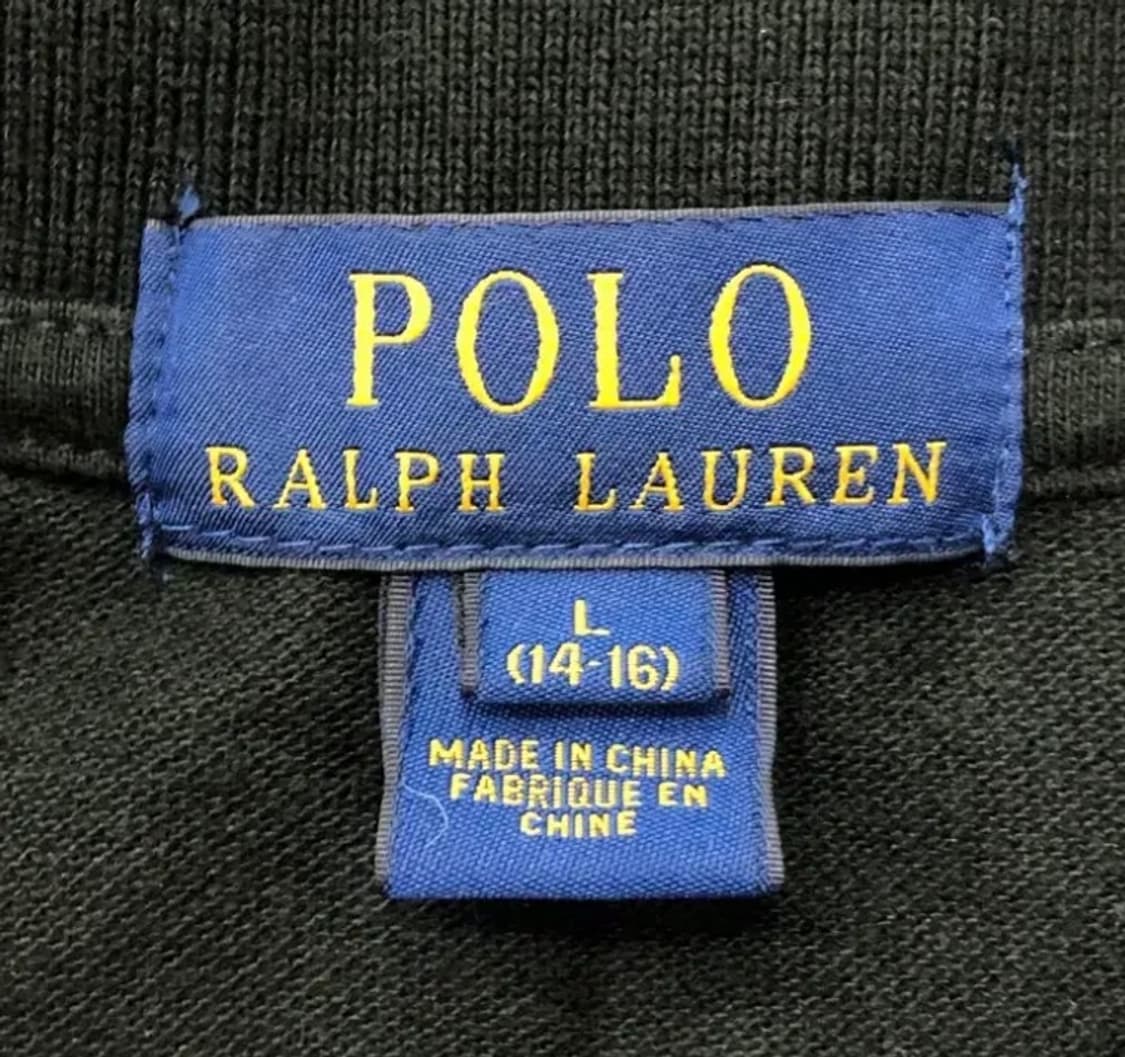 POLO
RALPH LAUREN
L
(14-16)
MADE IN CHINA
FABRIQUE EN
CHINE